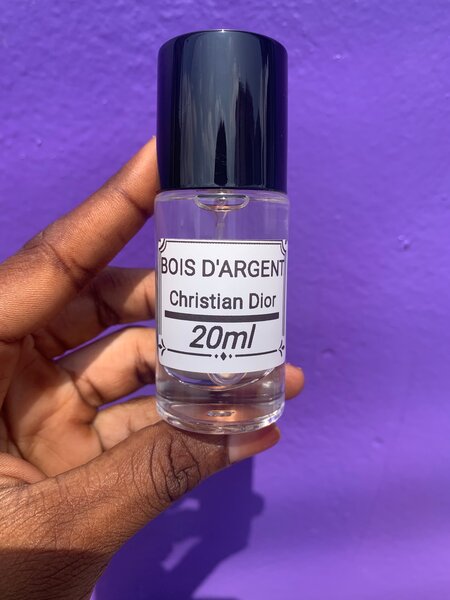 BOIS D'ARGENT
Christian Dior
20ml